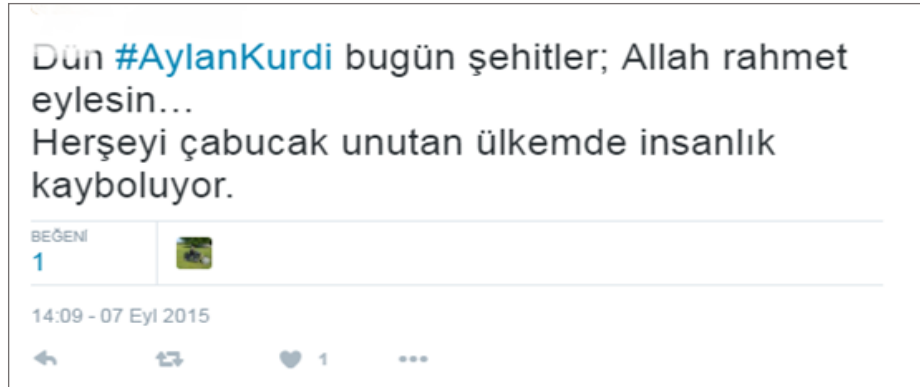 Dün #AylanKurdi bugün şehitler; Allah rahmet
eylesin...
Herşeyi çabucak unutan ülkemde insanlık
kayboluyor.
BEĞENİ
1
14:09 - 07 Eyl 2015
1